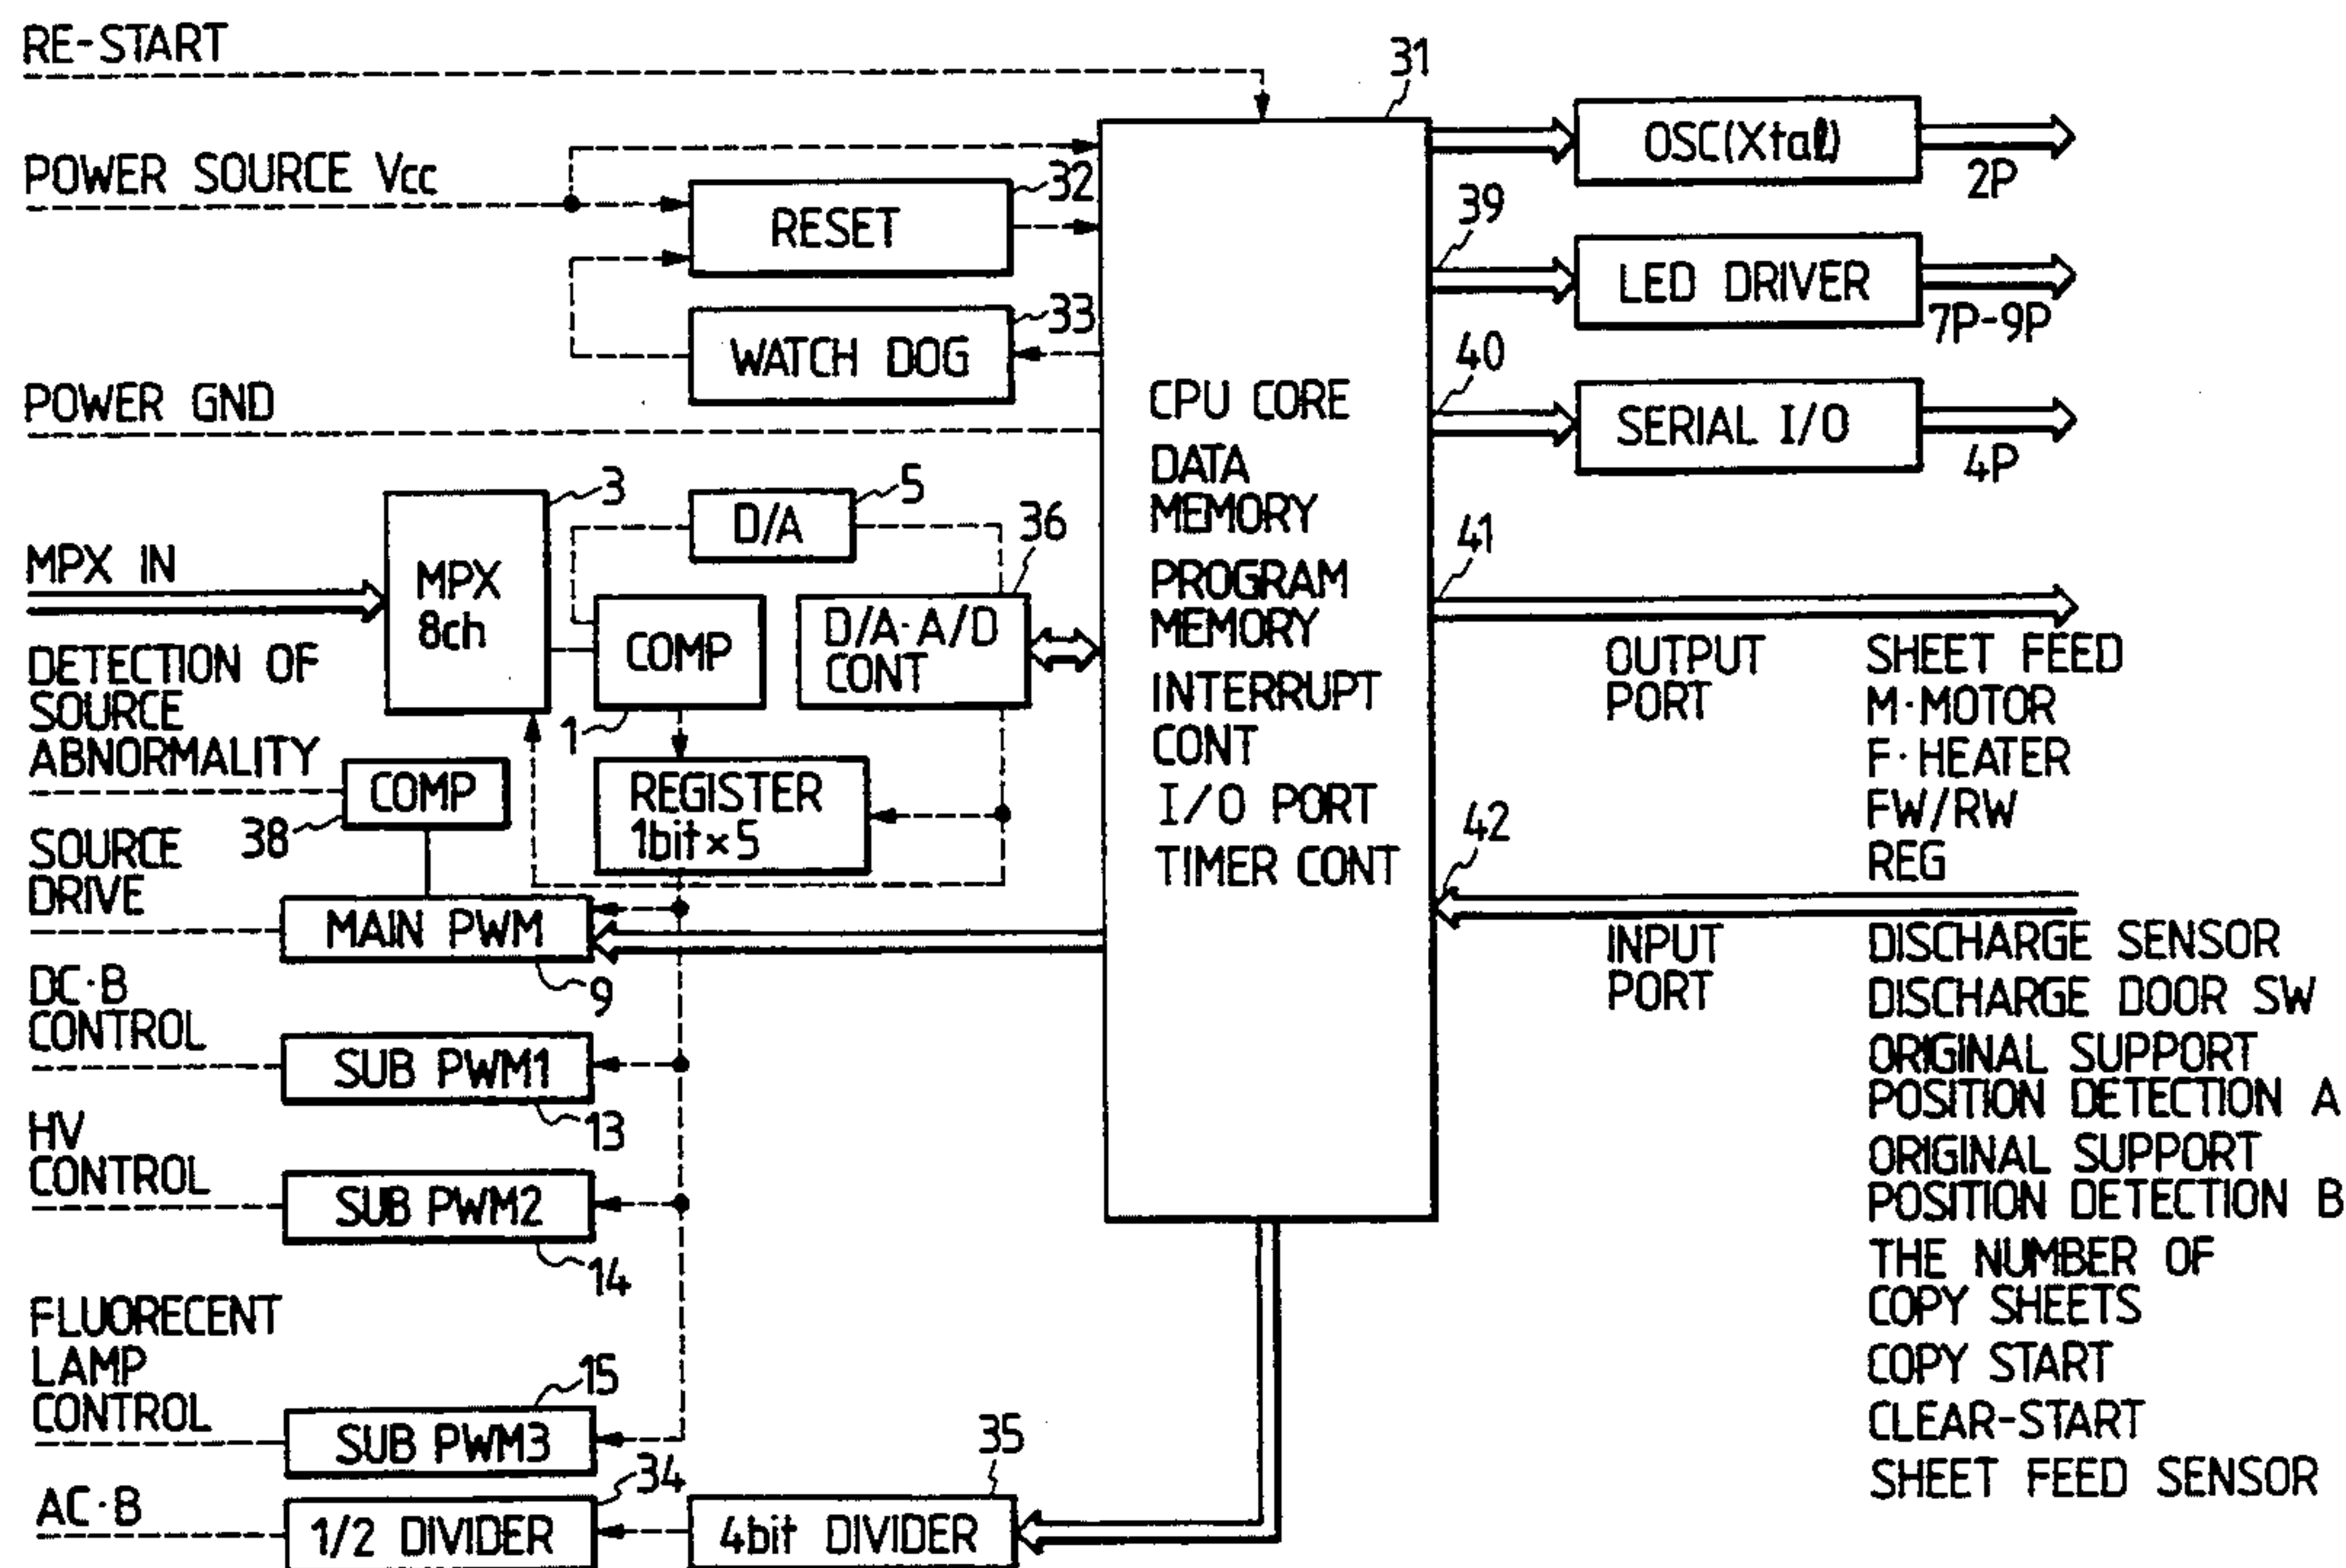 RE-START
31
OSC(Xtal)
2P
POWER SOURCE Vcc
32
RESET
39
LED DRIVER
7P-9P
33
WATCH DOG
40
SERIAL I/O
4P
POWER GND
CPU CORE
DATA
MEMORY
PROGRAM
MEMORY
INTERRUPT
CONT
I/O PORT
TIMER CONT
3
5
D/A
36
MPX IN
MPX
8ch
COMP
1
D/A·A/D
CONT
41
OUTPUT
PORT
SHEET FEED
M·MOTOR
F·HEATER
FW/RW
REG
DETECTION OF
SOURCE
ABNORMALITY
COMP
38
REGISTER
1bit×5
SOURCE
DRIVE
MAIN PWM
9
42
INPUT
PORT
DISCHARGE SENSOR
DISCHARGE DOOR SW
ORIGINAL SUPPORT
POSITION DETECTION A
ORIGINAL SUPPORT
POSITION DETECTION B
THE NUMBER OF
COPY SHEETS
COPY START
CLEAR-START
SHEET FEED SENSOR
DC·B
CONTROL
SUB PWM1
13
HV
CONTROL
SUB PWM2
14
FLUORECENT
LAMP
CONTROL
15
SUB PWM3
34
35
AC·B
1/2 DIVIDER
4bit DIVIDER